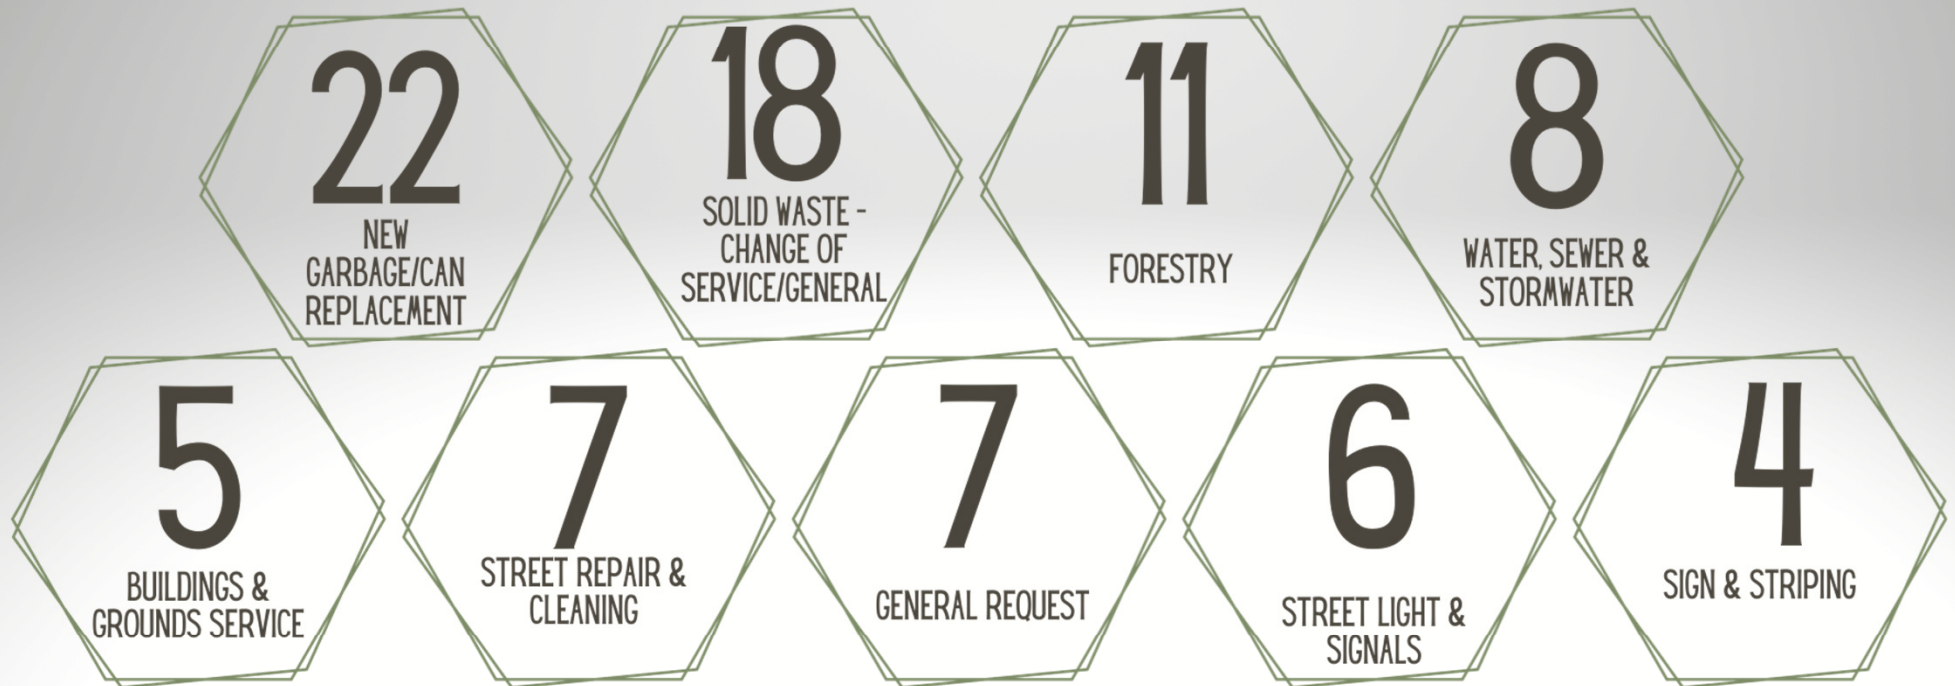 22
NEW
GARBAGE/CAN
REPLACEMENT
18
SOLID WASTE -
CHANGE OF
SERVICE/GENERAL
11
FORESTRY
8
WATER, SEWER &
STORMWATER
5
BUILDINGS &
GROUNDS SERVICE
7
STREET REPAIR &
CLEANING
7
GENERAL REQUEST
6
STREET LIGHT &
SIGNALS
4
SIGN & STRIPING